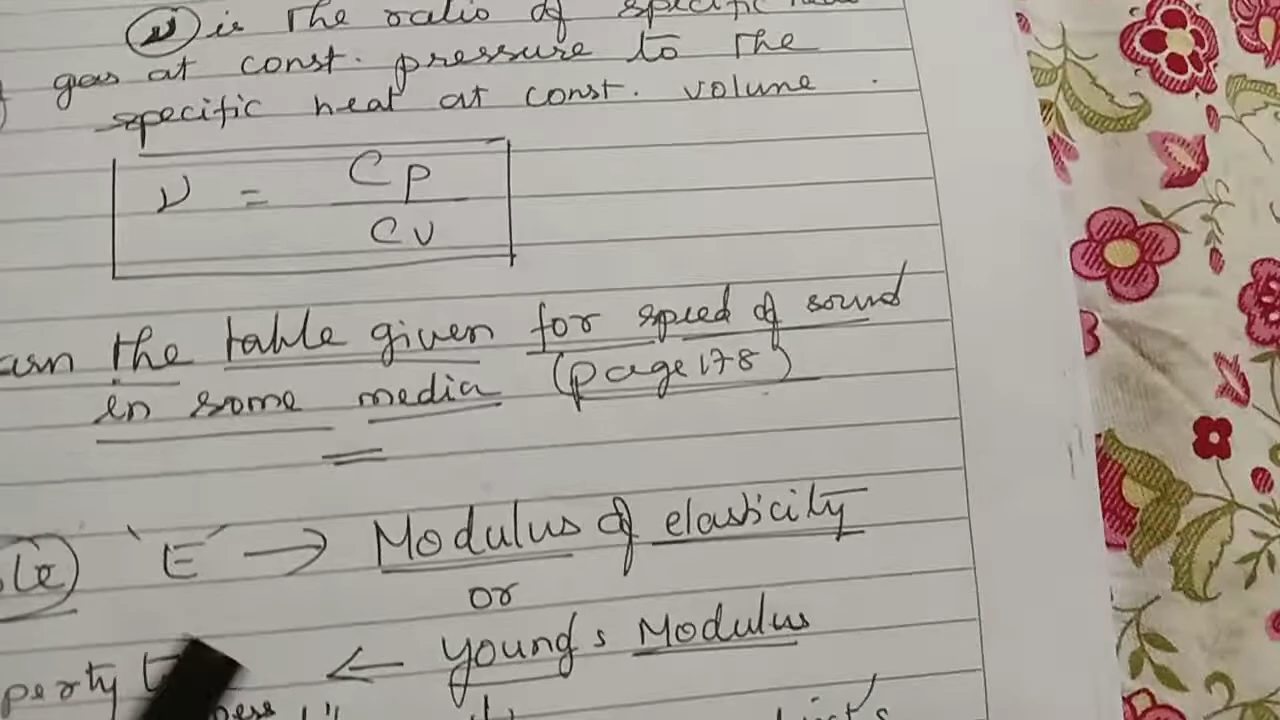 ν is the ratio of specific
gas at const. pressure to the
specific heat at const. volume.
ν = Cp
Cv
the table given for speed of sound
in some media (page 178)
'E' → Modulus of elasticity
or
← young's Modulus